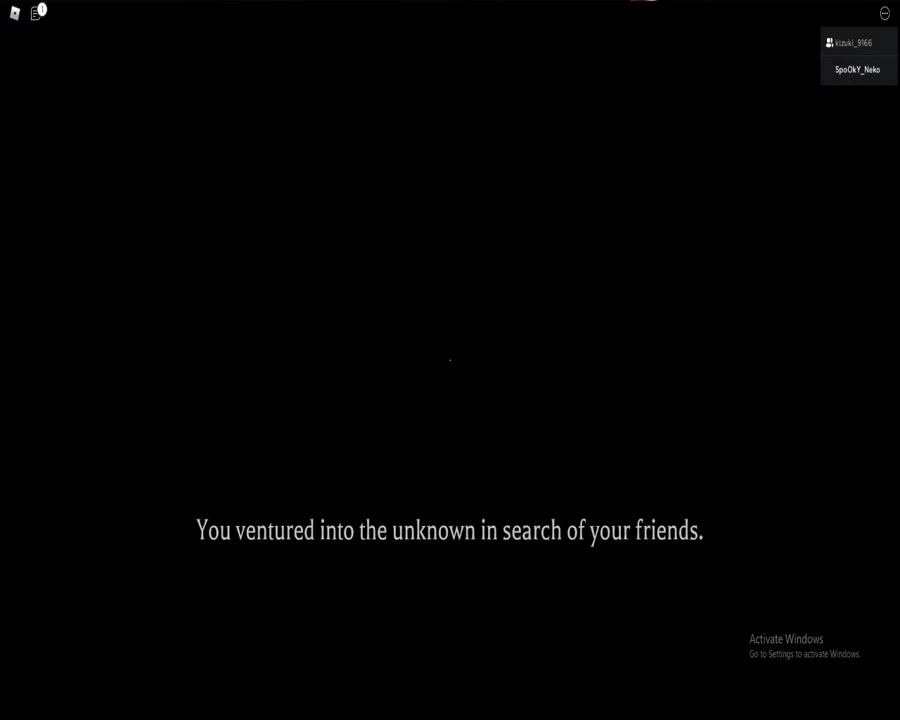 1
kizuki_9166
SpoOkY_Neko
You ventured into the unknown in search of your friends.
Activate Windows
Go to Settings to activate Windows.